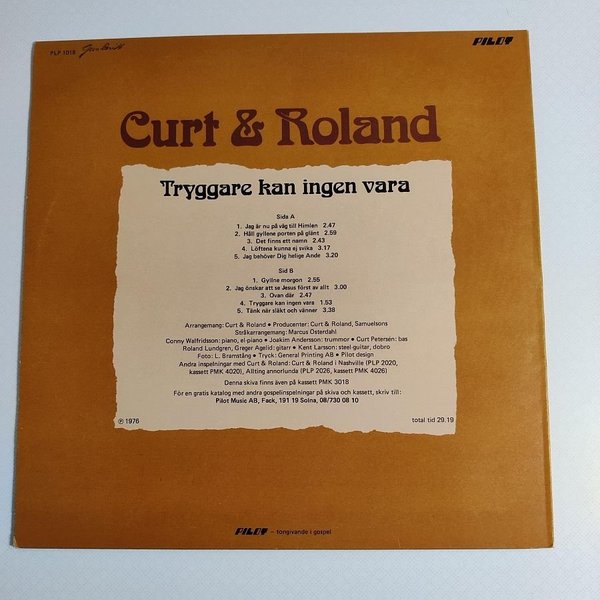 PLP 1018
PILOT
Curt & Roland
Tryggare kan ingen vara
Sida A
1. Jag är nu på väg till Himlen 2.47
2. Håll gyllene porten på glänt 2.59
3. Det finns ett namn 2.43
4. Löftena kunna ej svika 3.17
5. Jag behöver Dig helige Ande 3.20
Sid B
1. Gyllne morgon 2.55
2. Jag önskar att se Jesus först av allt 3.00
3. Ovan där 2.47
4. Tryggare kan ingen vara 1.53
5. Tänk när släkt och vänner 3.38
Arrangemang: Curt & Roland • Producenter: Curt & Roland, Samuelsons
Stråkarrangemang: Marcus Österdahl
Conny Walfridsson: piano, el-piano • Joakim Andersson: trummor • Curt Petersén: bas
Roland Lundgren, Greger Agelid: gitarr • Kent Larsson: steel-guitar, dobro
Foto: L. Bramstång • Tryck: General Printing AB • Pilot design
Andra inspelningar med Curt & Roland: Curt & Roland i Nashville (PLP 2020,
kassett PMK 4020), Allting annorlunda (PLP 2026, kassett PMK 4026)
Denna skiva finns även på kassett PMK 3018
För en gratis katalog med andra gospelinspelningar på skiva och kassett, skriv till:
Pilot Music AB, Fack, 191 19 Solna, 08/730 08 10
℗ 1976
total tid 29.19
PILOT – tongivande i gospel